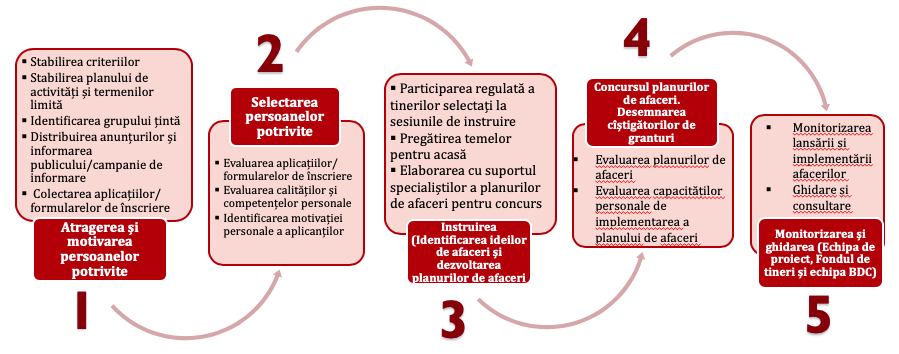 ▪ Stabilirea criteriilor
▪ Stabilirea planului de
activități și termenilor
limită
▪ Identificarea grupului țintă
▪ Distribuirea anunțurilor și
informarea
publicului/campanie de
informare
▪ Colectarea aplicațiilor/
formularelor de înscriere
Atragerea și
motivarea
persoanelor
potrivite
1
2
Selectarea
persoanelor
potrivite
▪ Evaluarea aplicațiilor/
formularelor de înscriere
▪ Evaluarea calităților și
competențelor personale
▪ Identificarea motivației
personale a aplicanților
▪ Participarea regulată a
tinerilor selectați la
sesiunile de instruire
▪ Pregătirea temelor
pentru acasă
▪ Elaborarea cu suportul
specialiștilor a planurilor
de afaceri pentru concurs
Instruirea
(Identificarea ideilor
de afaceri și
dezvoltarea
planurilor de afaceri
3
4
Concursul planurilor
de afaceri.
Desemnarea
cîștigătorilor de
granturi
▪ Evaluarea planurilor de
afaceri
▪ Evaluarea capacităților
personale de
implementarea a
planului de afaceri
▪ Monitorizarea
lansării si
implementării
afacerilor
▪ Ghidare si
consultare
Monitorizarea și
ghidarea (Echipa de
proiect, Fondul de
tineri și echipa BDC)
5